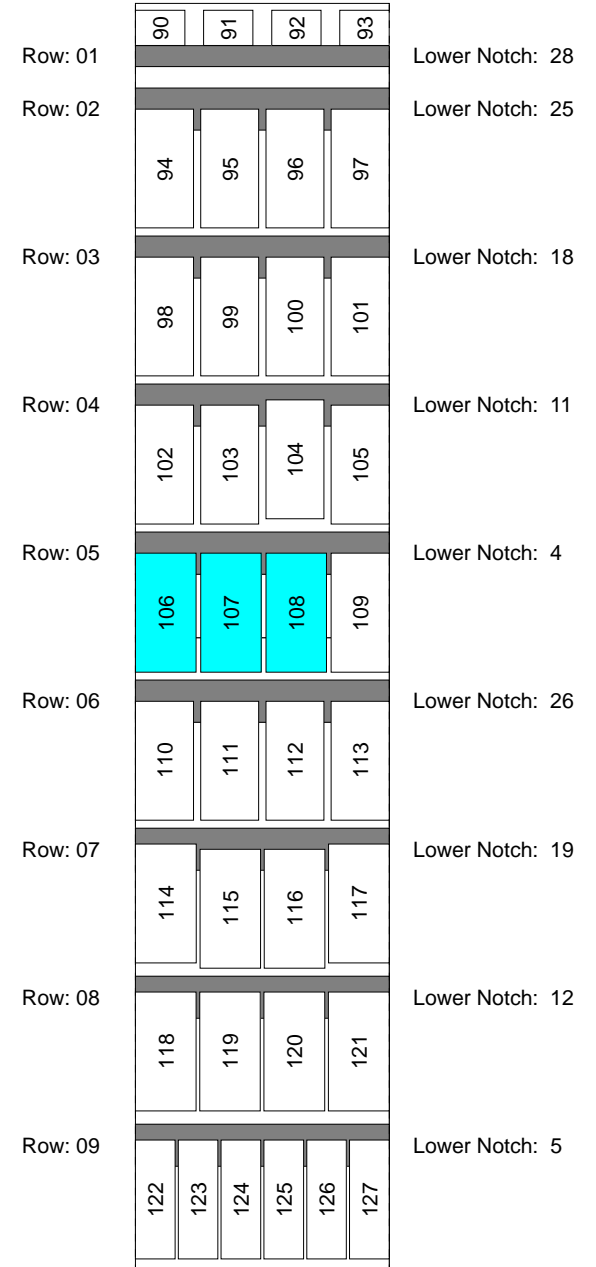 90 91 92 93
Row: 01 Lower Notch: 28
Row: 02 Lower Notch: 25
94 95 96 97
Row: 03 Lower Notch: 18
98 99 100 101
Row: 04 Lower Notch: 11
102 103 104 105
Row: 05 Lower Notch: 4
106 107 108 109
Row: 06 Lower Notch: 26
110 111 112 113
Row: 07 Lower Notch: 19
114 115 116 117
Row: 08 Lower Notch: 12
118 119 120 121
Row: 09 Lower Notch: 5
122 123 124 125 126 127